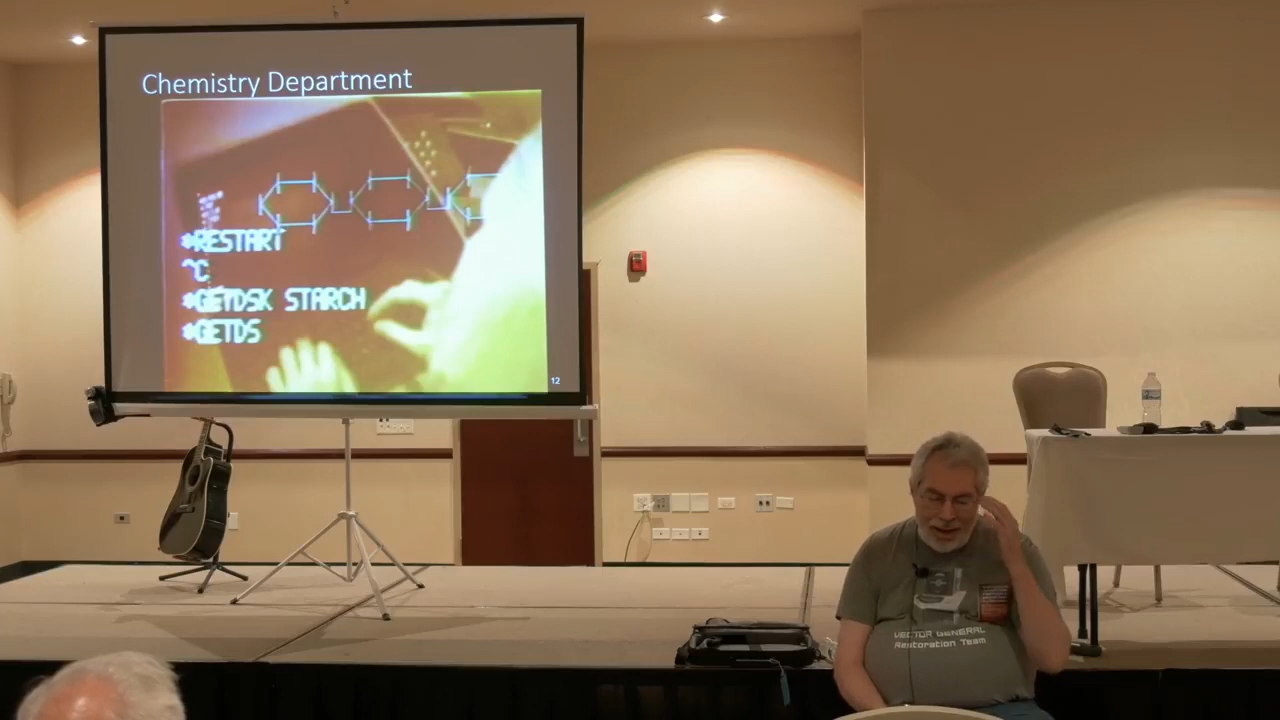 Chemistry Department
*RESTART
^C
*GETDSK STARCH
*GETDS
12
VECTOR GENERAL
Restoration Team